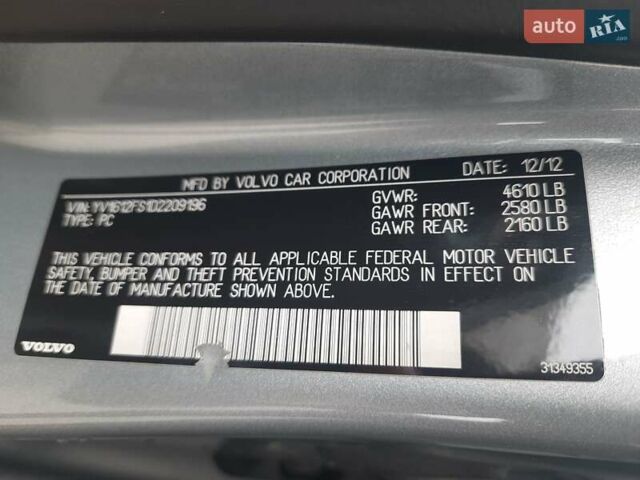 auto RIA.com
MFD BY VOLVO CAR CORPORATION DATE: 12/12
VIN: YV1612FS1D2209196 GVWR: 4610 LB
TYPE: PC GAWR FRONT: 2580 LB
GAWR REAR: 2160 LB
THIS VEHICLE CONFORMS TO ALL APPLICABLE FEDERAL MOTOR VEHICLE
SAFETY, BUMPER AND THEFT PREVENTION STANDARDS IN EFFECT ON
THE DATE OF MANUFACTURE SHOWN ABOVE.
VOLVO 31349355